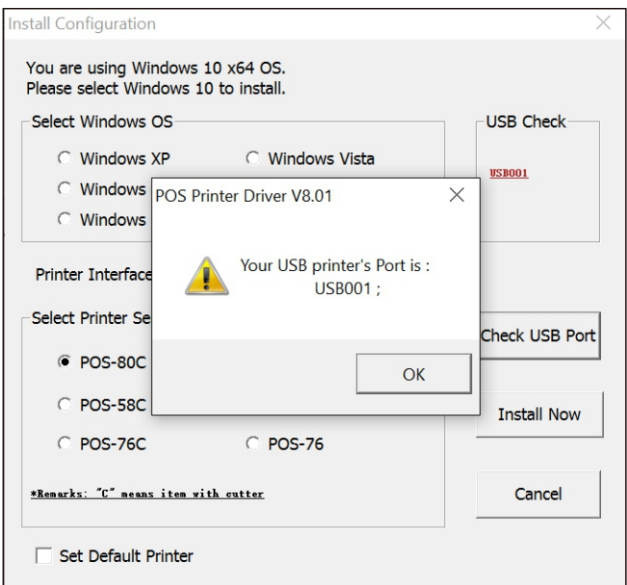 Install Configuration
You are using Windows 10 x64 OS.
Please select Windows 10 to install.
Select Windows OS
USB Check
Windows XP
Windows Vista
USB001
Windows
Windows
POS Printer Driver V8.01
Your USB printer's Port is :
USB001 ;
OK
Printer Interface
Select Printer Se
Check USB Port
POS-80C
POS-58C
Install Now
POS-76C
POS-76
*Remarks: "C" means item with cutter
Cancel
Set Default Printer